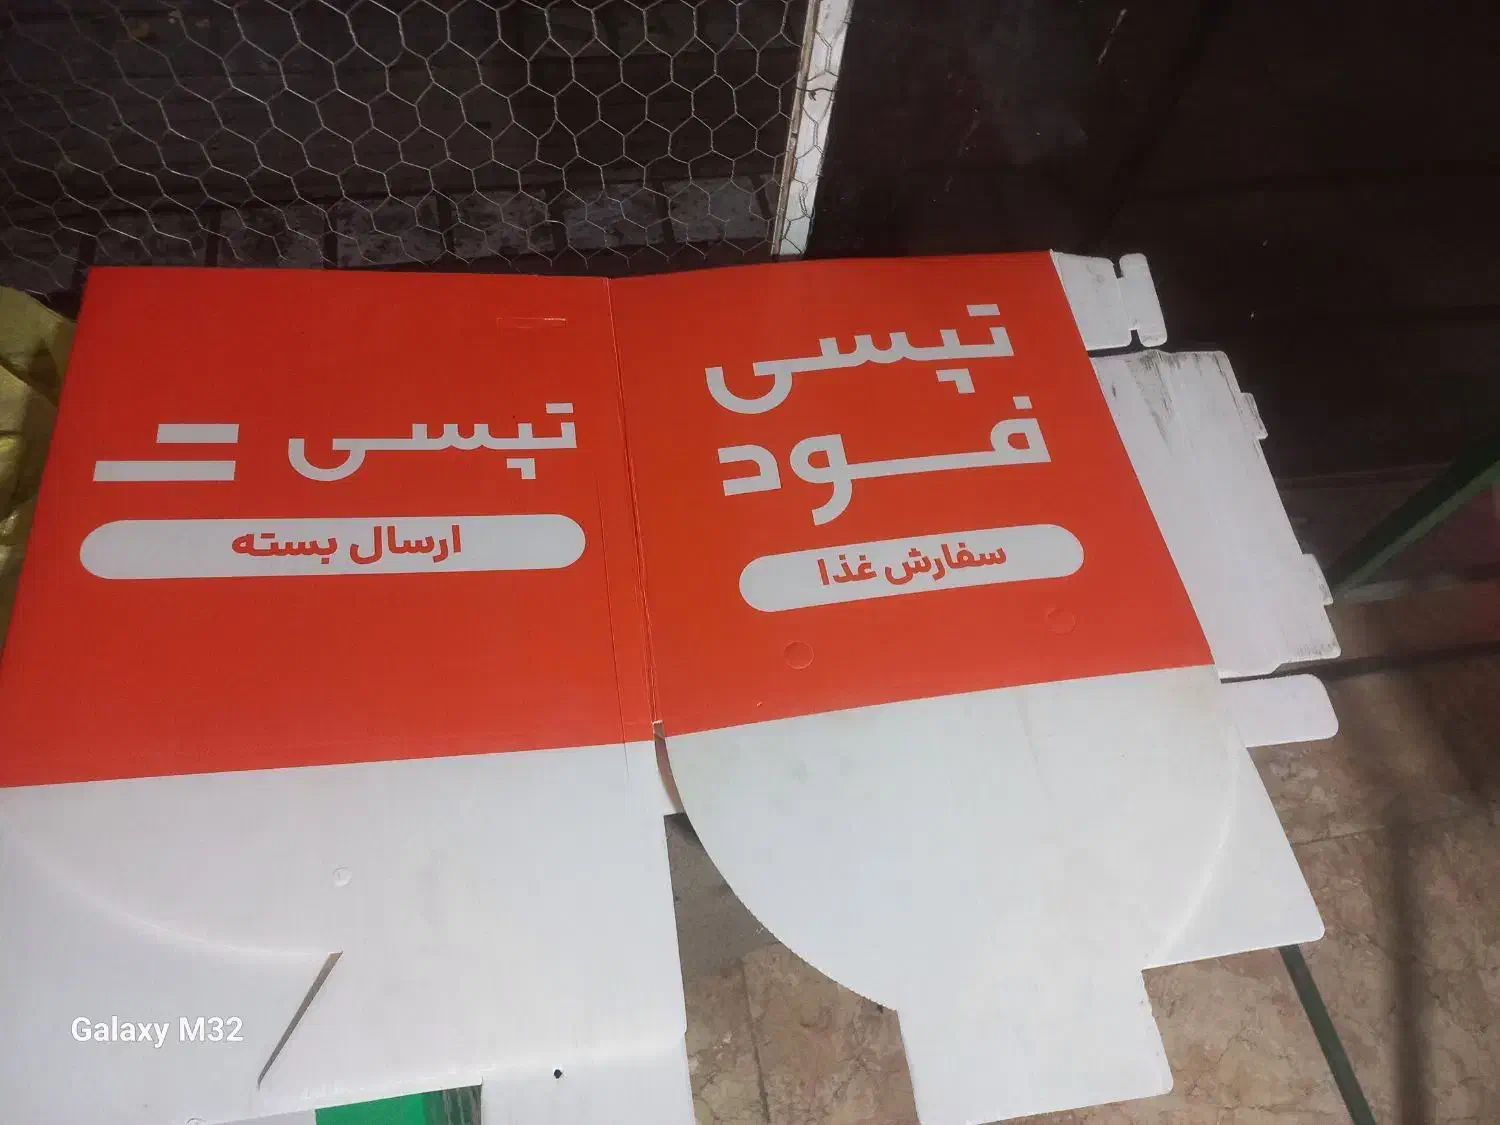 تپسی
فود
سفارش غذا
تپسی
ارسال بسته
Galaxy M32